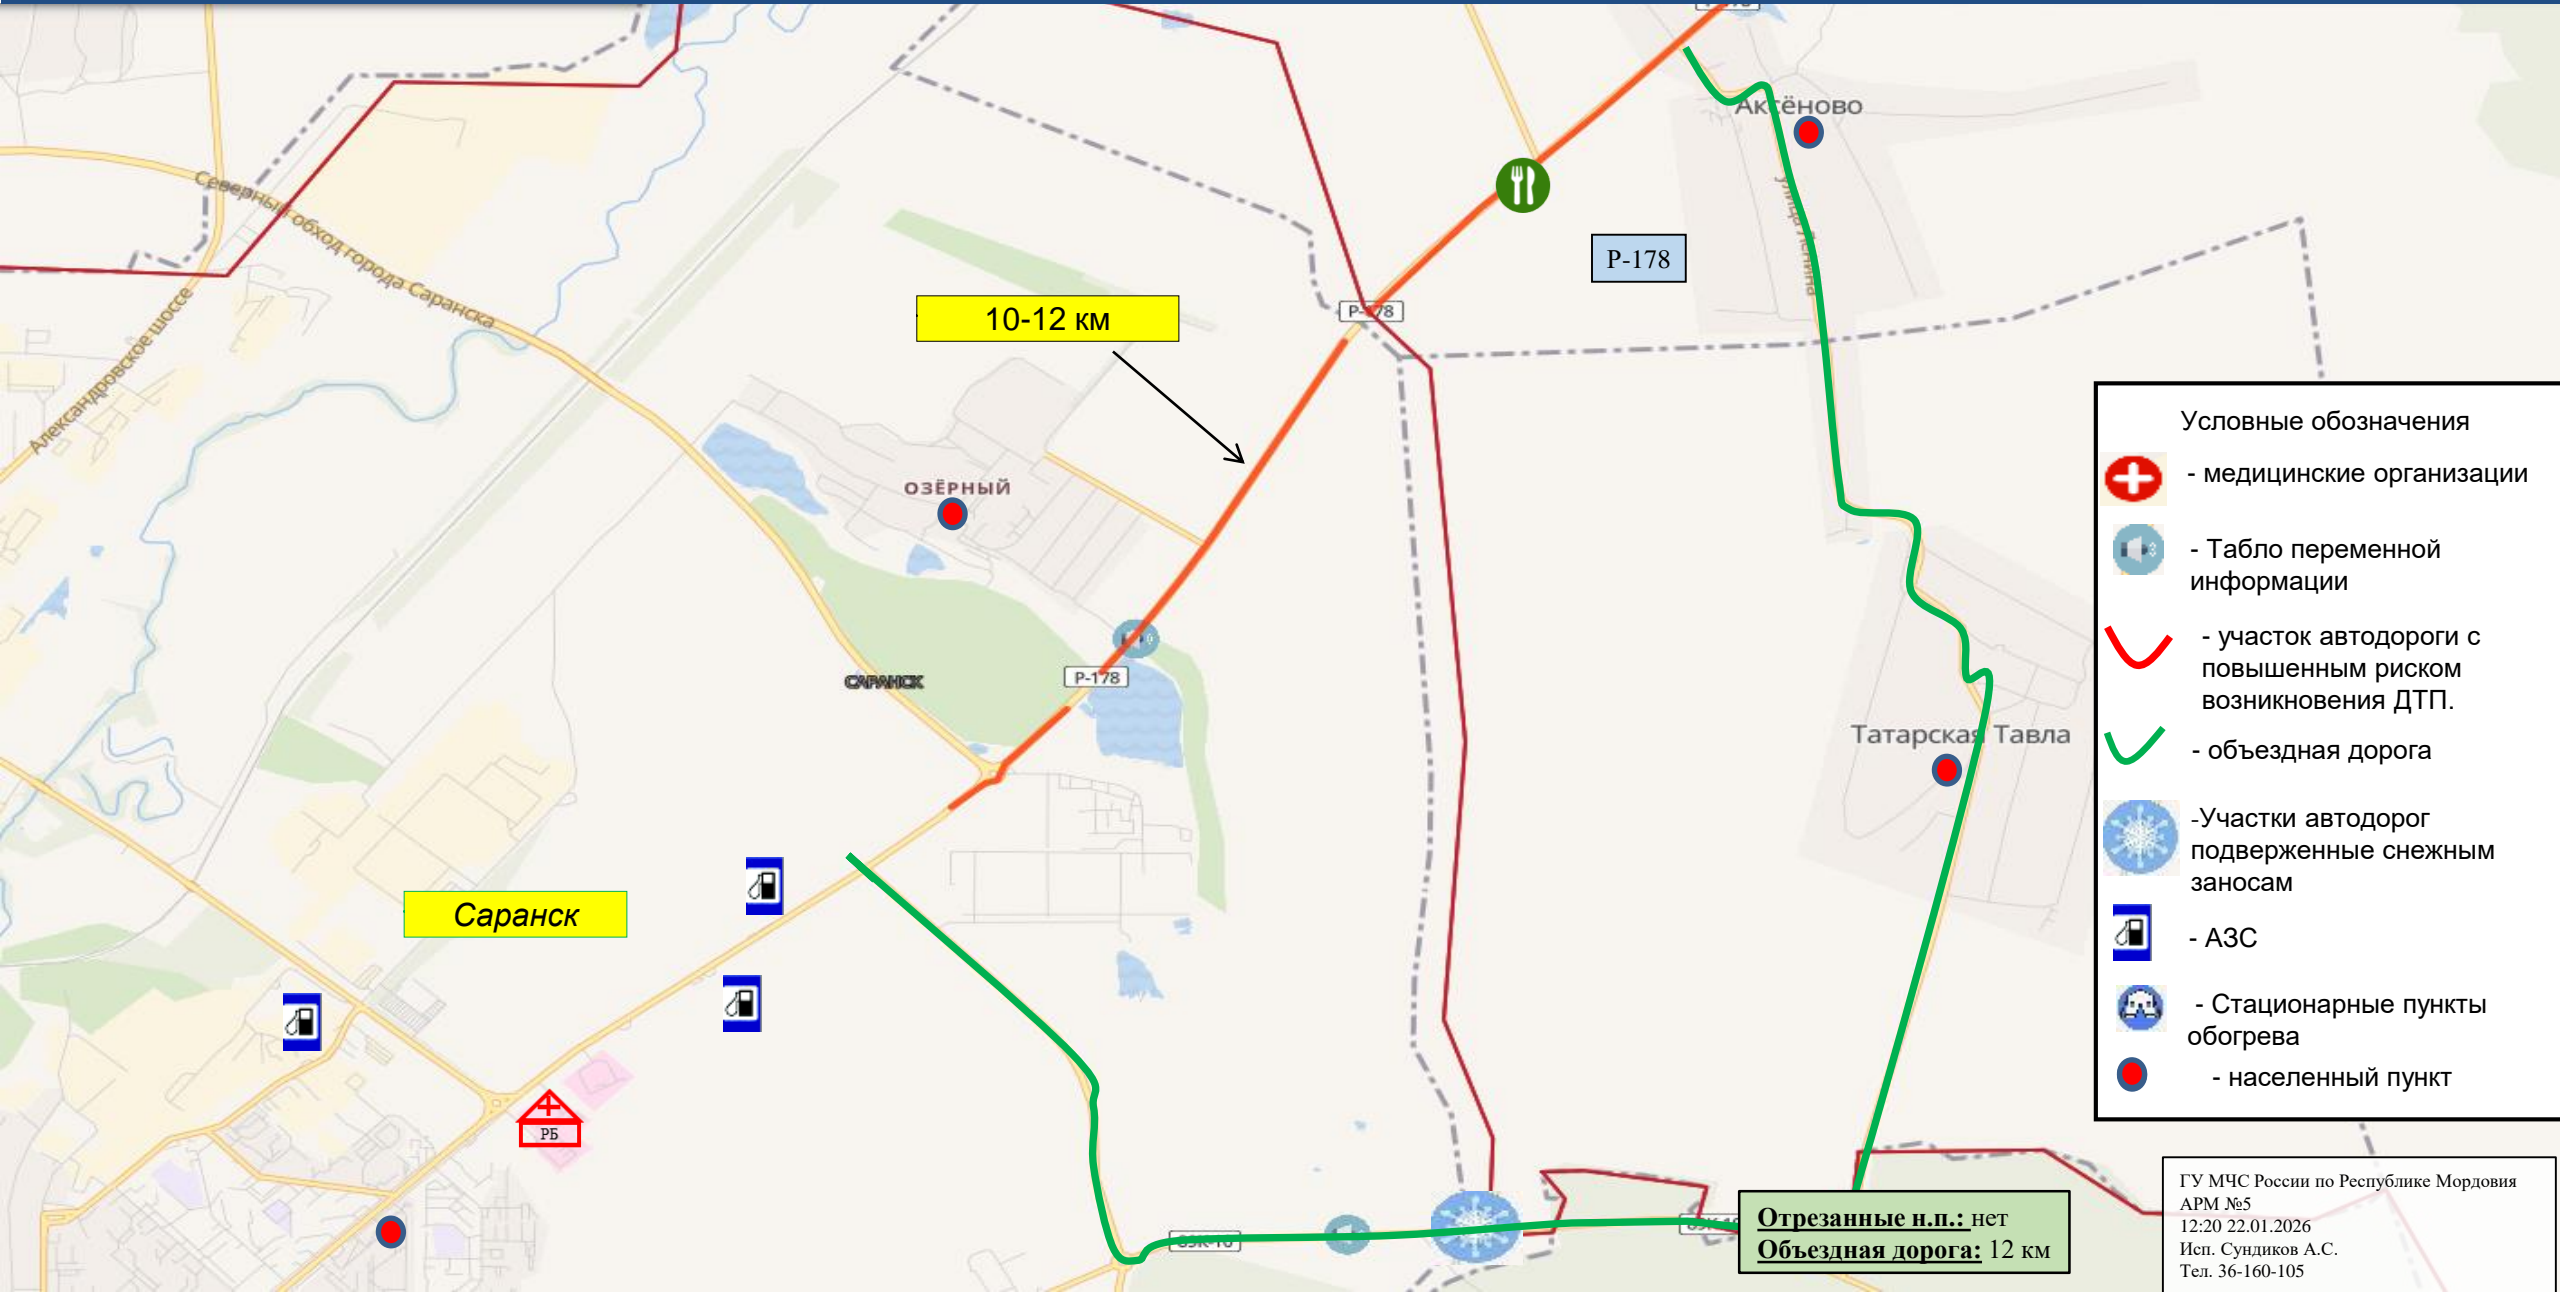 Р-178
Аксёново
улица Ленина
Северный обход города Саранска
Александровское шоссе
Р-178
10-12 км
Р-178
ОЗЁРНЫЙ
САРАНСК
Р-178
Татарская Тавла
Саранск
РБ
Условные обозначения
- медицинские организации
- Табло переменной
информации
- участок автодороги с
повышенным риском
возникновения ДТП.
- объездная дорога
-Участки автодорог
подверженные снежным
заносам
- АЗС
- Стационарные пункты
обогрева
- населенный пункт
Отрезанные н.п.: нет
Объездная дорога: 12 км
ГУ МЧС России по Республике Мордовия
АРМ №5
12:20 22.01.2026
Исп. Сундиков А.С.
Тел. 36-160-105